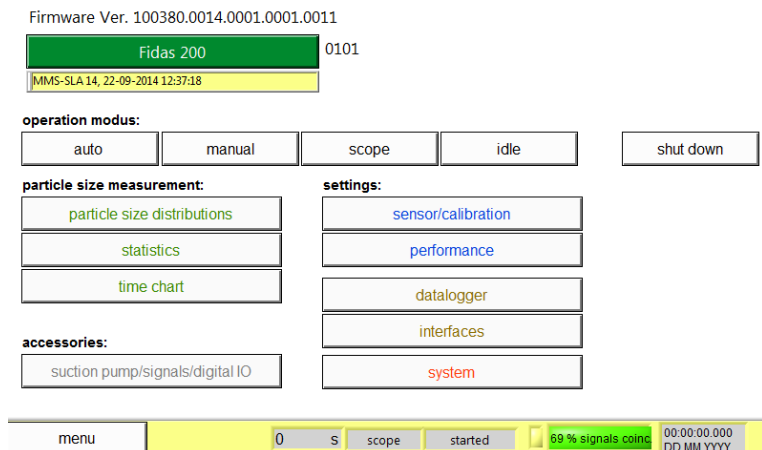 Firmware Ver. 100380.0014.0001.0001.0011
Fidas 200 0101
MMS-SLA 14, 22-09-2014 12:37:18
operation modus:
auto manual scope idle shut down
particle size measurement: settings:
particle size distributions sensor/calibration
statistics performance
time chart datalogger
interfaces
accessories:
suction pump/signals/digital IO system
menu 0 s scope started 69 % signals coinc. 00:00:00.000
DD.MM.YYYY